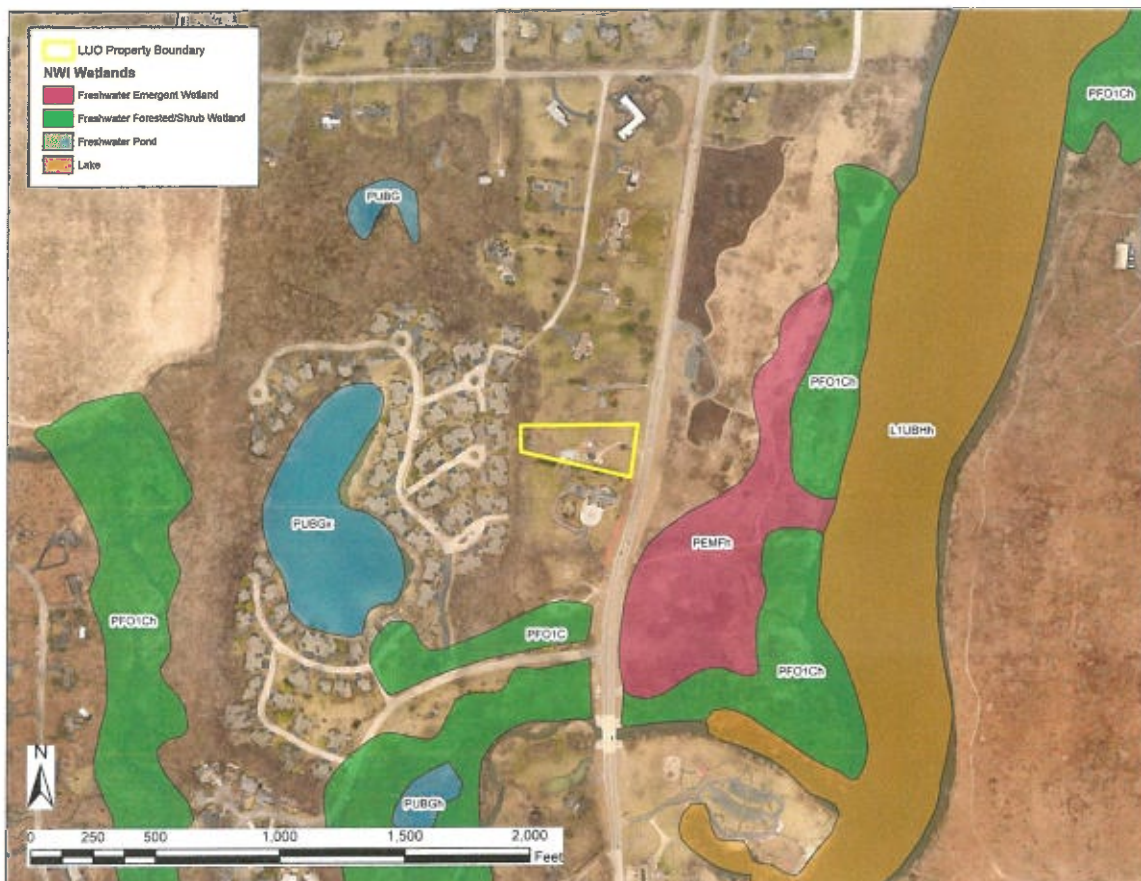 LUO Property Boundary
NWI Wetlands
Freshwater Emergent Wetland
Freshwater Forested/Shrub Wetland
Freshwater Pond
Lake
PFO1Ch
PUBG
PFO1Ch
L1UBHh
PUBGx
PEMFh
PFO1Ch
PFO1C
PFO1Ch
PUBGh
N
0 250 500 1,000 1,500 2,000
Feet